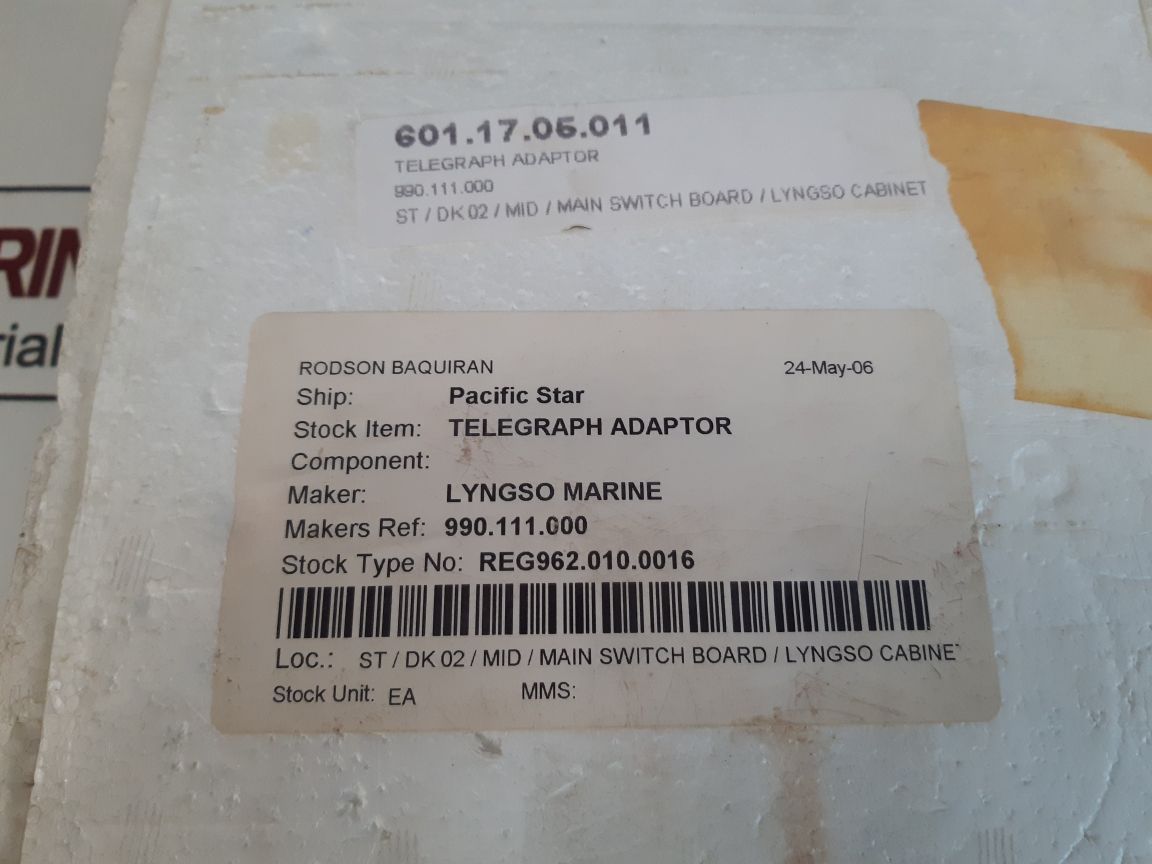 601.17.06.011
TELEGRAPH ADAPTOR
990.111.000
ST / DK 02 / MID / MAIN SWITCH BOARD / LYNGSO CABINET
RODSON BAQUIRAN 24-May-06
Ship: Pacific Star
Stock Item: TELEGRAPH ADAPTOR
Component:
Maker: LYNGSO MARINE
Makers Ref: 990.111.000
Stock Type No: REG962.010.0016
Loc.: ST / DK 02 / MID / MAIN SWITCH BOARD / LYNGSO CABINE
Stock Unit: EA MMS: